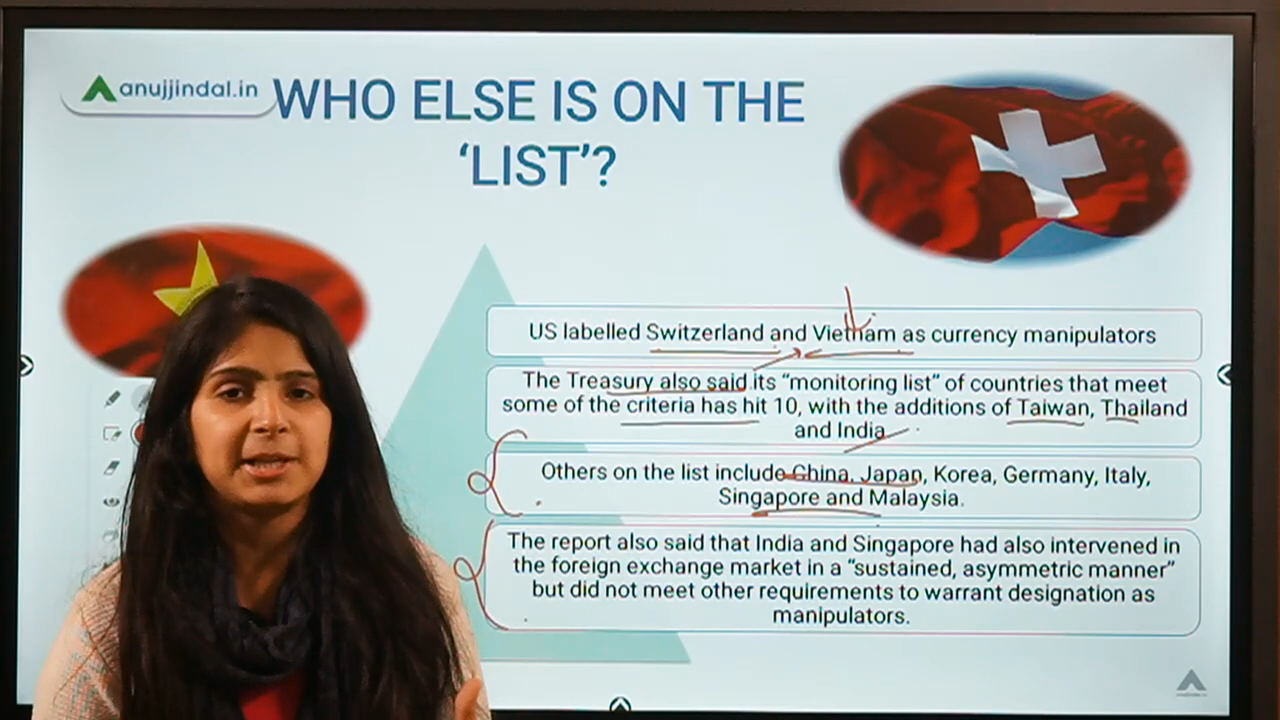 anujjindal.in
WHO ELSE IS ON THE
‘LIST’?
US labelled Switzerland and Vietnam as currency manipulators
The Treasury also said its “monitoring list” of countries that meet
some of the criteria has hit 10, with the additions of Taiwan, Thailand
and India
Others on the list include China, Japan, Korea, Germany, Italy,
Singapore and Malaysia.
The report also said that India and Singapore had also intervened in
the foreign exchange market in a “sustained, asymmetric manner”
but did not meet other requirements to warrant designation as
manipulators.